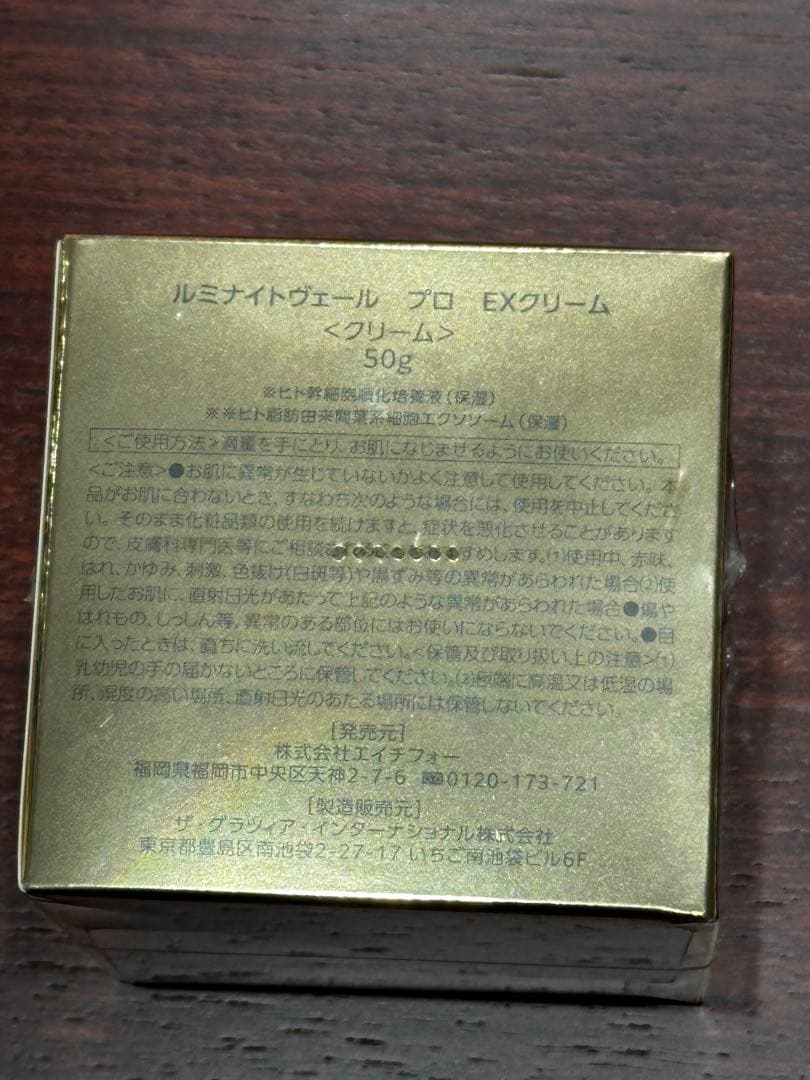 ルミナイトヴェール プロ EXクリーム
<クリーム>
50g
※ヒト幹細胞順化培養液(保湿)
※※ヒト脂肪由来間葉系細胞エクソソーム(保湿)
<ご使用方法>適量を手にとり、お肌になじませるようにお使いください。
<ご注意>●お肌に異常が生じていないかよく注意して使用してください。本
品がお肌に合わないとき、すなわち次のような場合には、使用を中止してくださ
い。そのまま化粧品類の使用を続けますと、症状を悪化させることがあります
ので、皮膚科専門医等にご相談 すめします。(1)使用中、赤味、
はれ、かゆみ、刺激、色抜け(白斑等)や黒ずみ等の異常があらわれた場合(2)使
用したお肌に、直射日光があたって上記のような異常があらわれた場合●傷や
はれもの、しっしん等、異常のある部位にはお使いにならないでください。●目
に入ったときは、直ちに洗い流してください。<保管及び取り扱い上の注意>(1)
乳幼児の手の届かないところに保管してください。(2)極端に高温又は低温の場
所、湿度の高い場所、直射日光のあたる場所には保管しないでください。
[発売元]
株式会社エイチフォー
福岡県福岡市中央区天神2-7-6 0120-173-721
[製造販売元]
ザ・グラツィア・インターナショナル株式会社
東京都豊島区南池袋2-27-17 いちご南池袋ビル6F